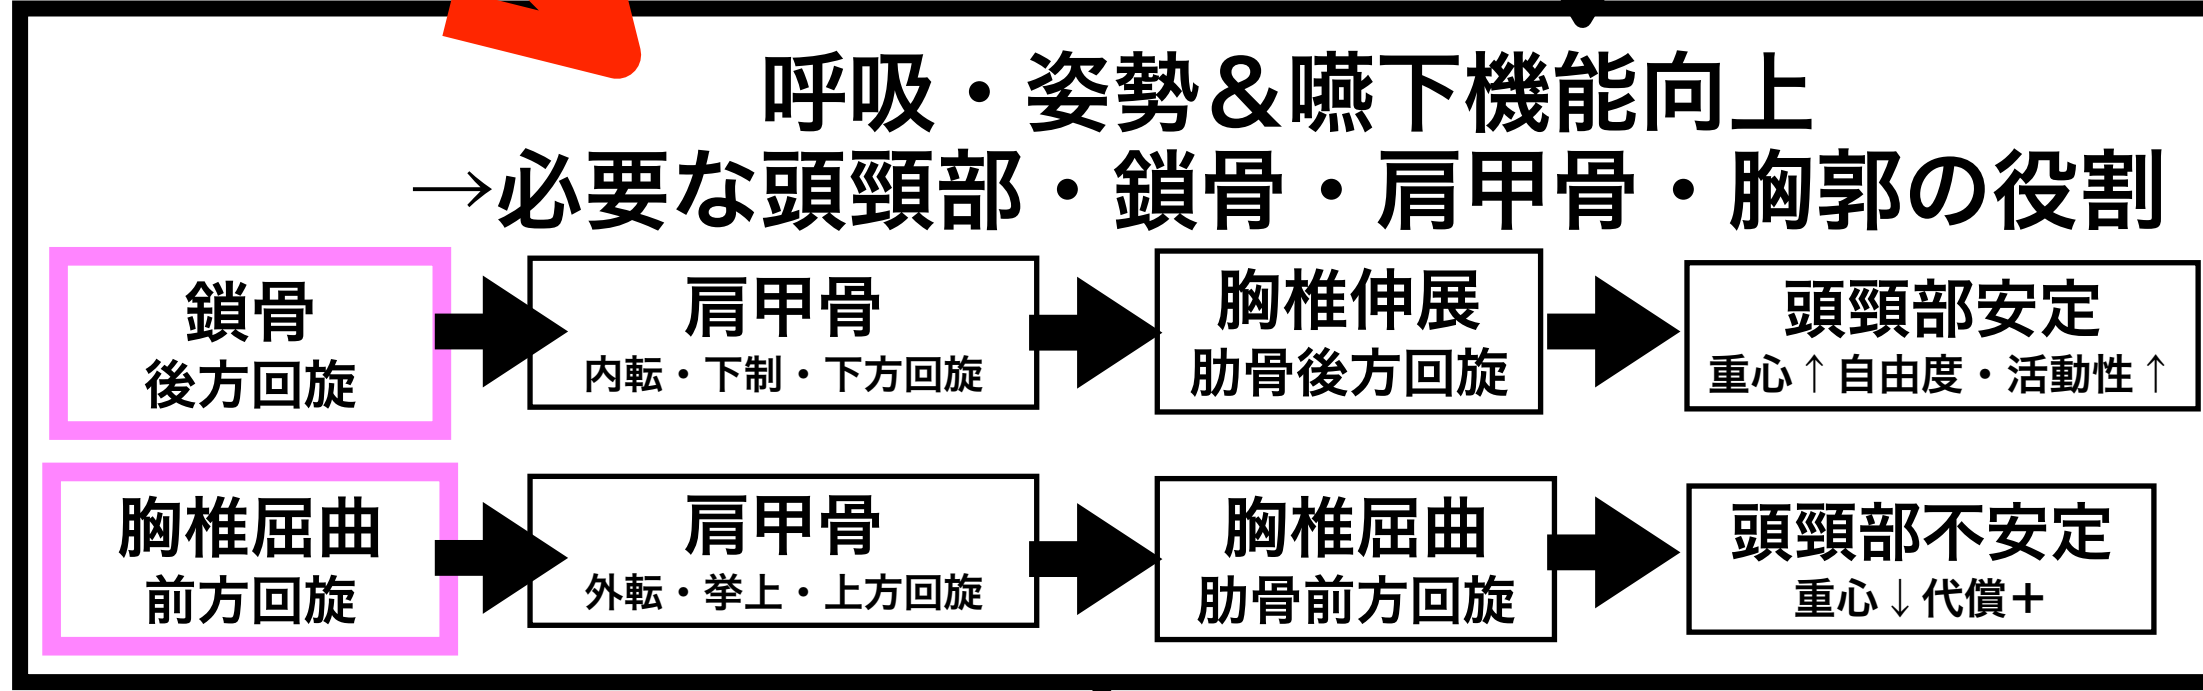 呼吸・姿勢＆嚥下機能向上
→必要な頭頸部・鎖骨・肩甲骨・胸郭の役割
鎖骨
後方回旋
肩甲骨
内転・下制・下方回旋
胸椎伸展
肋骨後方回旋
頭頸部安定
重心↑自由度・活動性↑
胸椎屈曲
前方回旋
肩甲骨
外転・挙上・上方回旋
胸椎屈曲
肋骨前方回旋
頭頸部不安定
重心↓代償＋